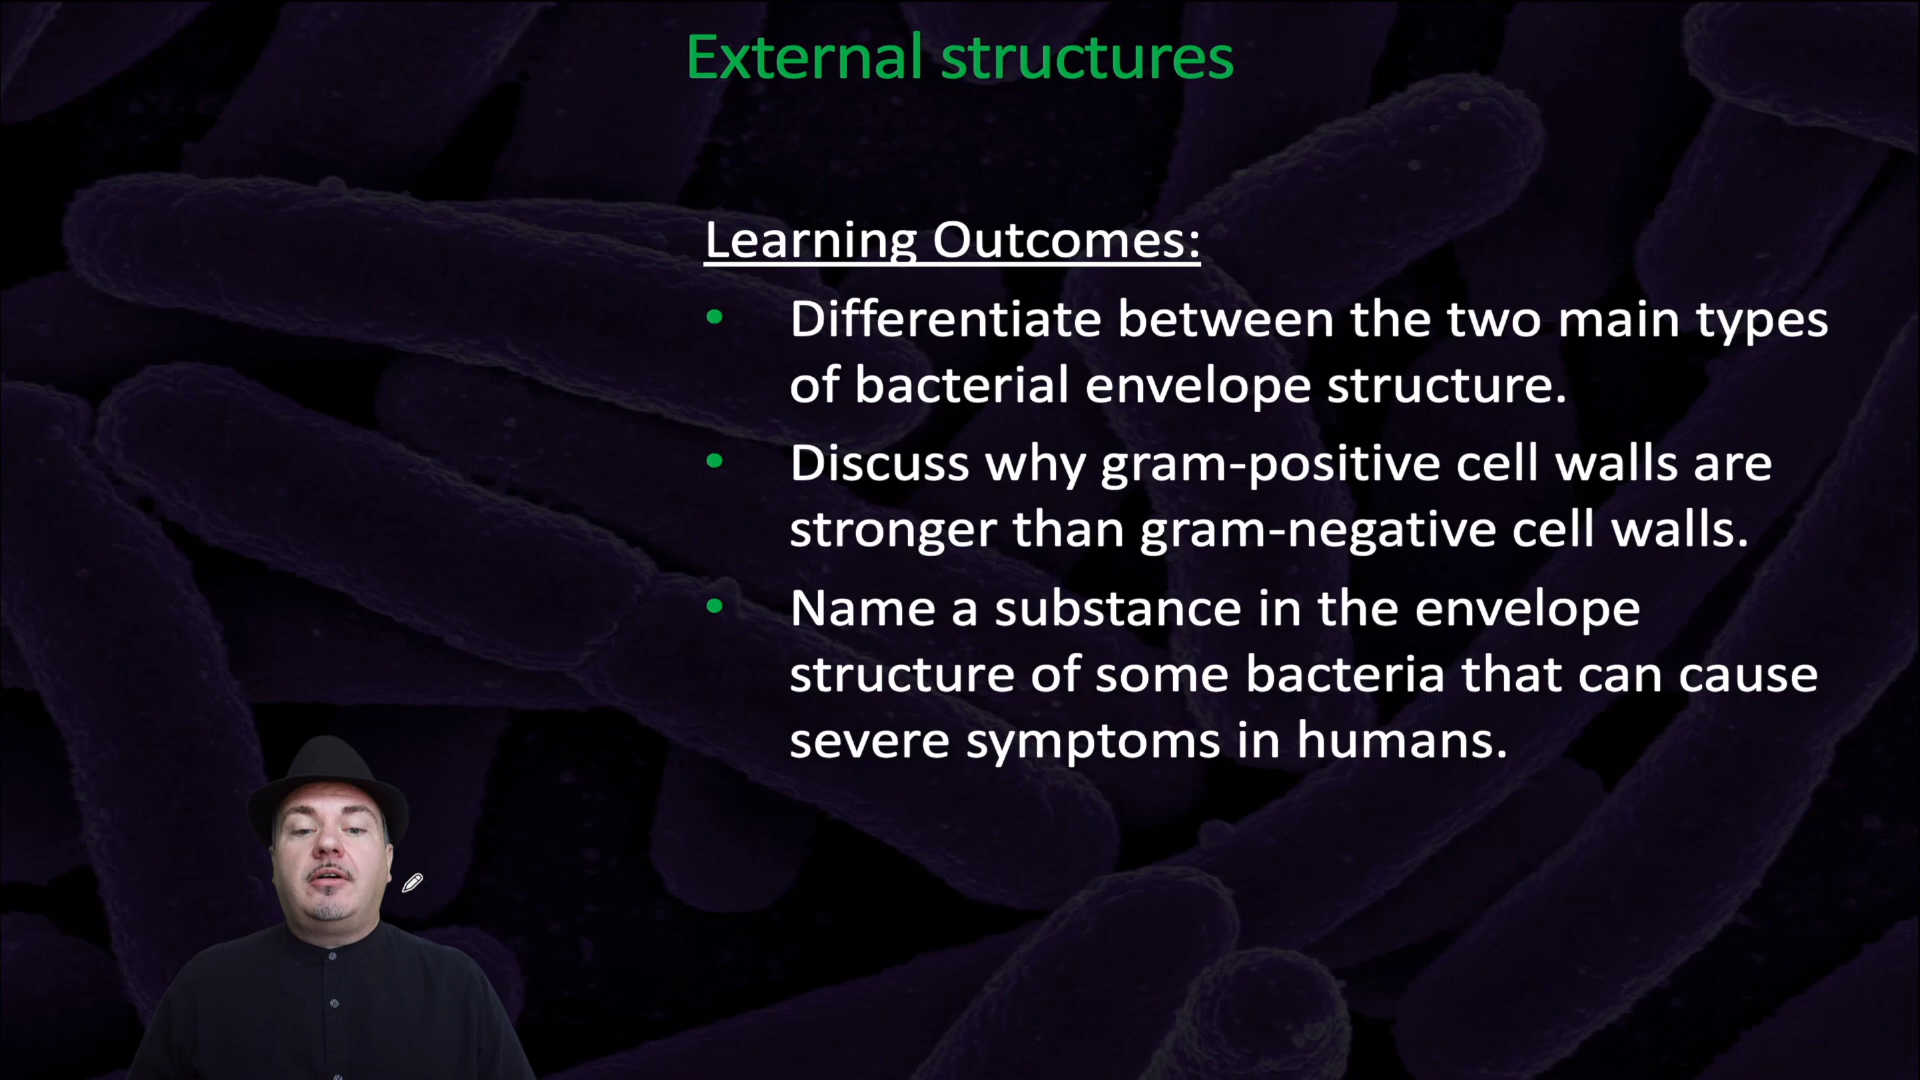 External structures
Learning Outcomes:
• Differentiate between the two main types
of bacterial envelope structure.
• Discuss why gram-positive cell walls are
stronger than gram-negative cell walls.
• Name a substance in the envelope
structure of some bacteria that can cause
severe symptoms in humans.